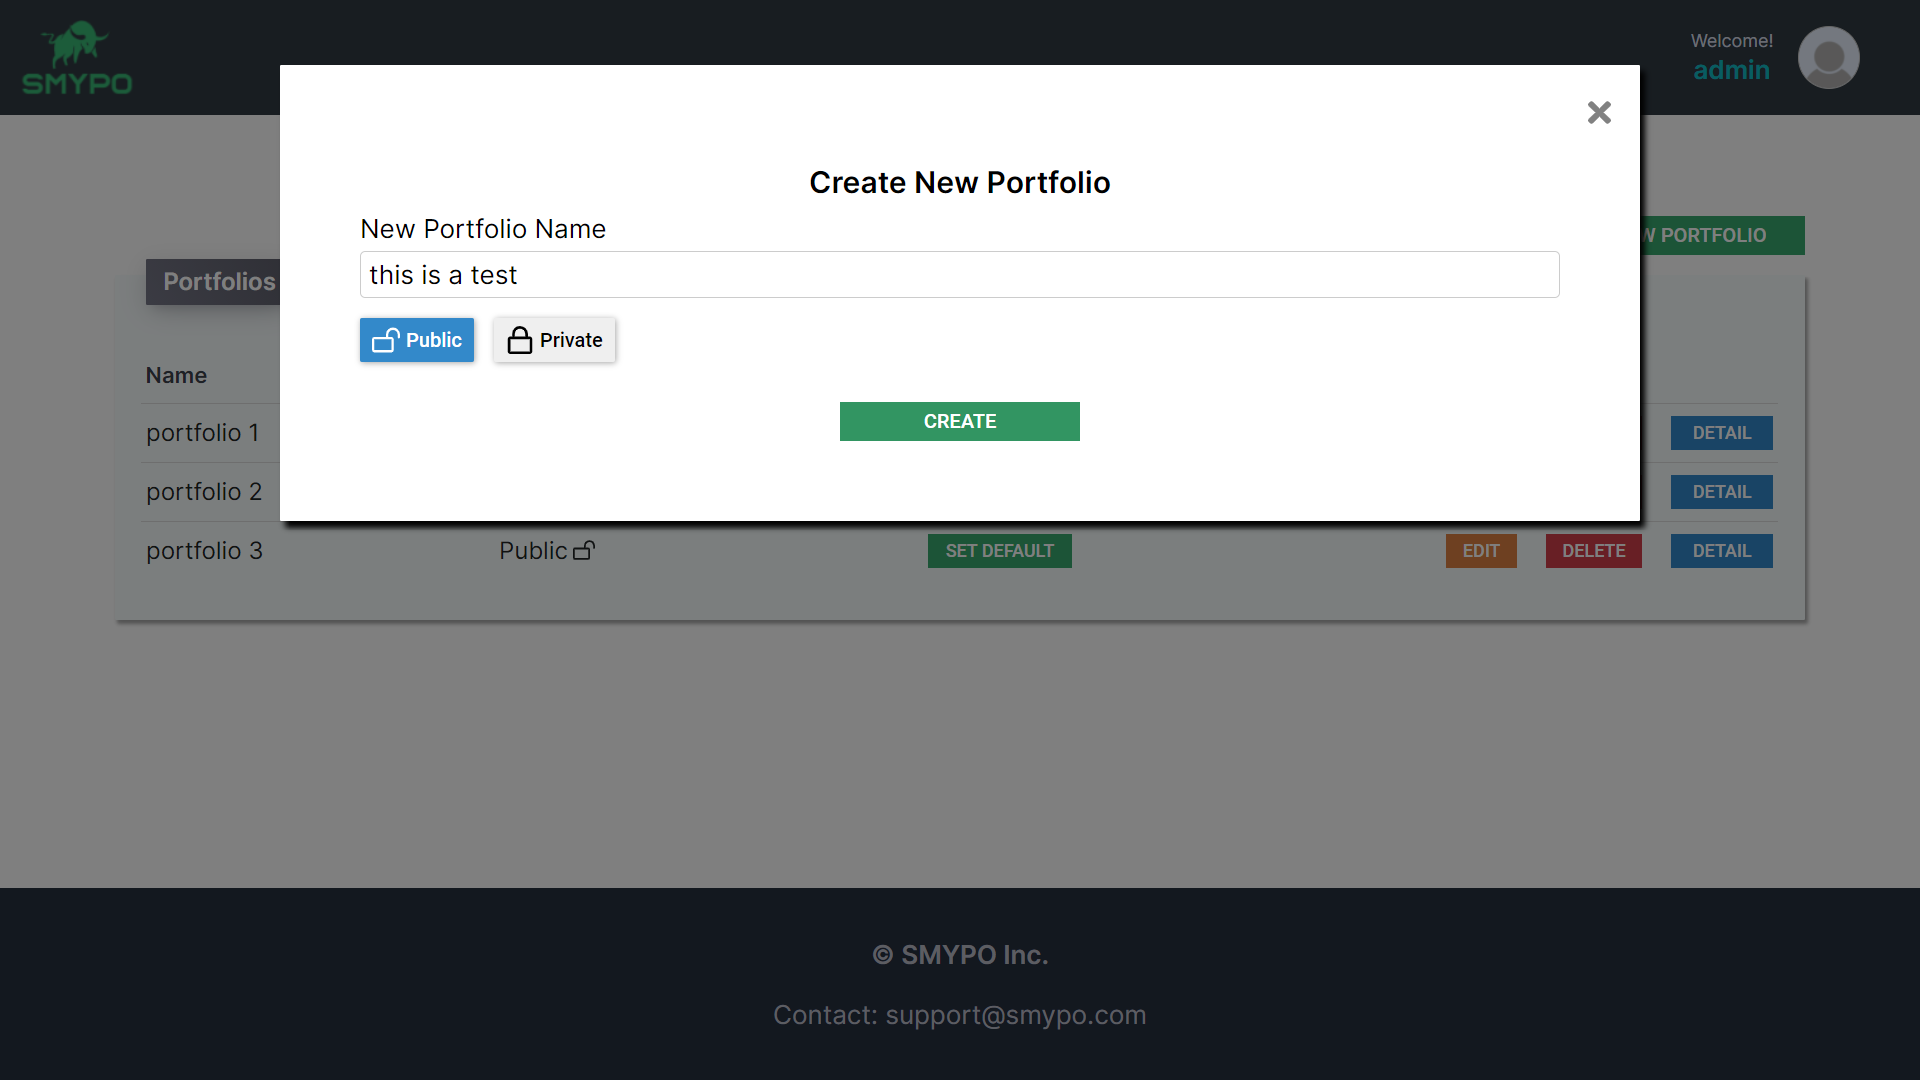 SMYPO
Welcome!
admin
Create New Portfolio
New Portfolio Name
this is a test
Public
Private
CREATE
W PORTFOLIO
Portfolios
Name
portfolio 1
DETAIL
portfolio 2
DETAIL
portfolio 3
Public
SET DEFAULT
EDIT
DELETE
DETAIL
© SMYPO Inc.
Contact: support@smypo.com